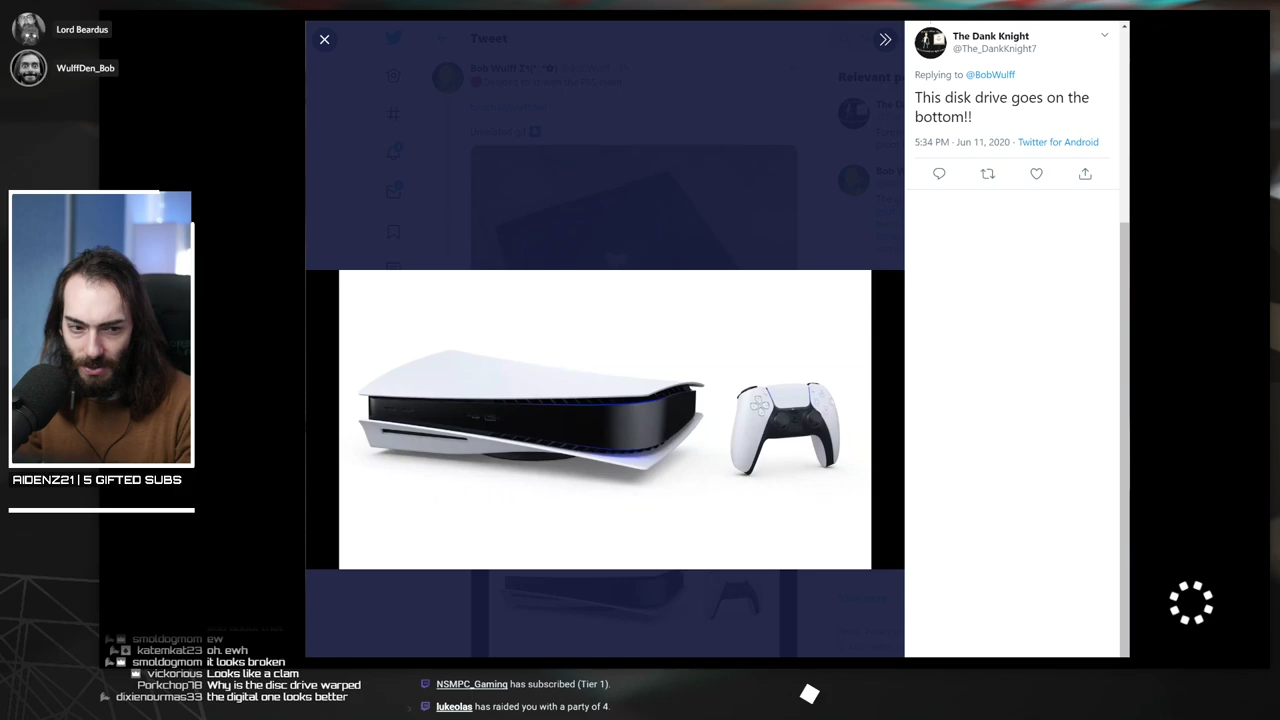 Lord Beardus
WulffDen_Bob
Tweet
The Dank Knight
@The_DankKnight7
Replying to @BobWulff
This disk drive goes on the
bottom!!
5:34 PM · Jun 11, 2020 · Twitter for Android
AIDENZ21 | 5 GIFTED SUBS
smoldogmom ew
katemkat23 oh. ewh
smoldogmom it looks broken
vickorious Looks like a clam
Porkchop78 Why is the disc drive warped
dixienourmas33 the digital one looks better
NSMPC_Gaming has subscribed (Tier 1).
lukeolas has raided you with a party of 4.